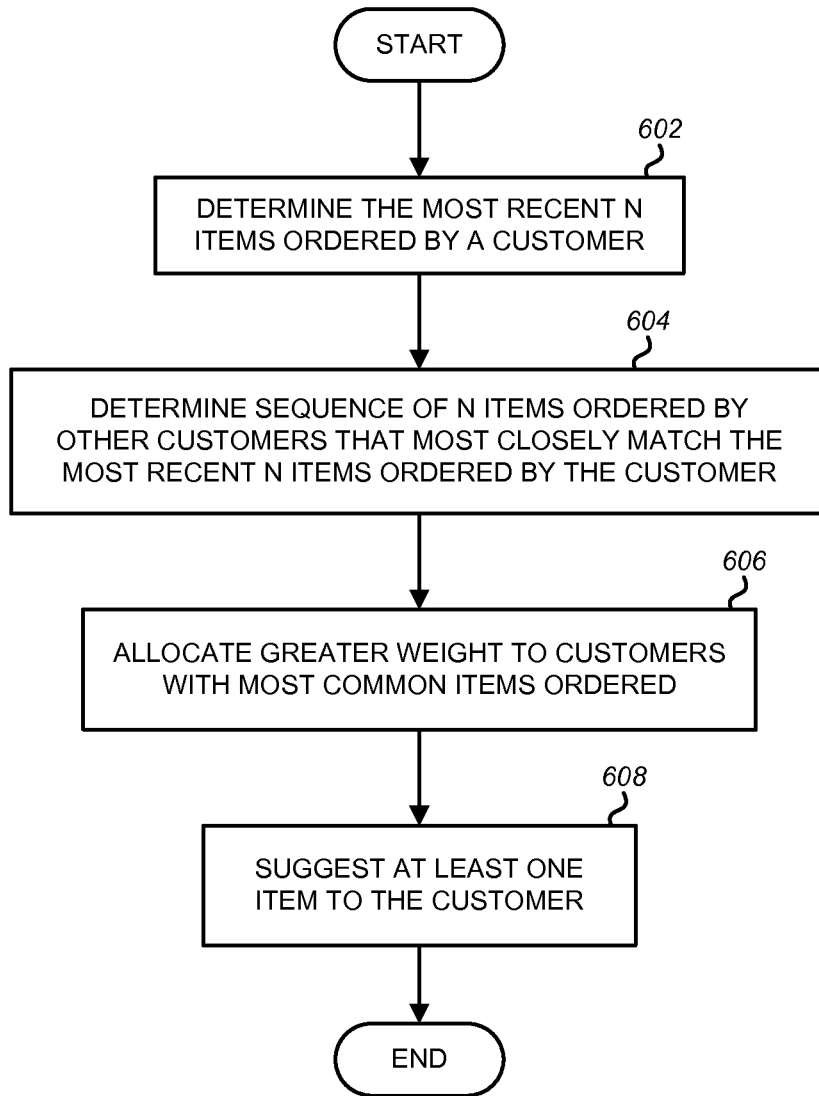 START
602
DETERMINE THE MOST RECENT N
ITEMS ORDERED BY A CUSTOMER
604
DETERMINE SEQUENCE OF N ITEMS ORDERED BY
OTHER CUSTOMERS THAT MOST CLOSELY MATCH THE
MOST RECENT N ITEMS ORDERED BY THE CUSTOMER
606
ALLOCATE GREATER WEIGHT TO CUSTOMERS
WITH MOST COMMON ITEMS ORDERED
608
SUGGEST AT LEAST ONE
ITEM TO THE CUSTOMER
END